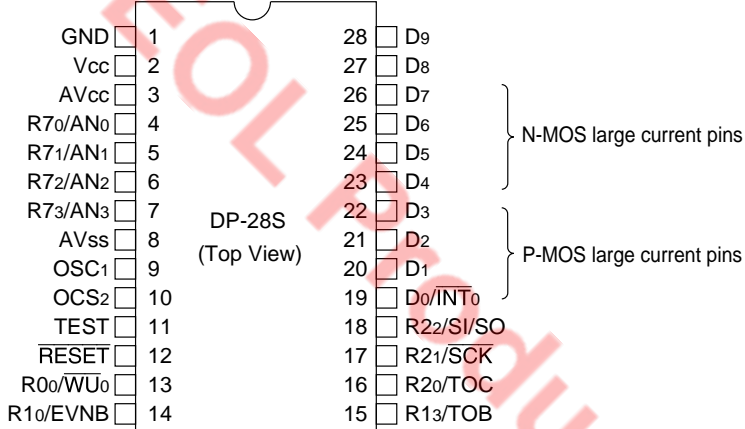 GND 1 28 D9
Vcc 2 27 D8
AVcc 3 26 D7
R70/AN0 4 25 D6
R71/AN1 5 24 D5
R72/AN2 6 23 D4
R73/AN3 7 22 D3
AVss 8 21 D2
OSC1 9 20 D1
OCS2 10 19 D0/INT0
TEST 11 18 R22/SI/SO
RESET 12 17 R21/SCK
R00/WU0 13 16 R20/TOC
R10/EVNB 14 15 R13/TOB
DP-28S
(Top View)
N-MOS large current pins
P-MOS large current pins
EOL Produ